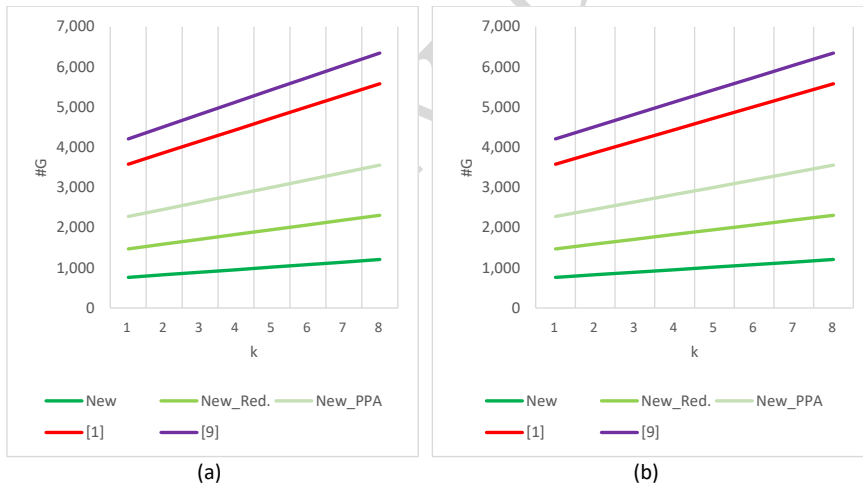 7,000
6,000
5,000
4,000
3,000
2,000
1,000
0
#G
1 2 3 4 5 6 7 8
k
New New_Red. New_PPA
[1] [9]
(a)
7,000
6,000
5,000
4,000
3,000
2,000
1,000
0
#G
1 2 3 4 5 6 7 8
k
New New_Red. New_PPA
[1] [9]
(b)